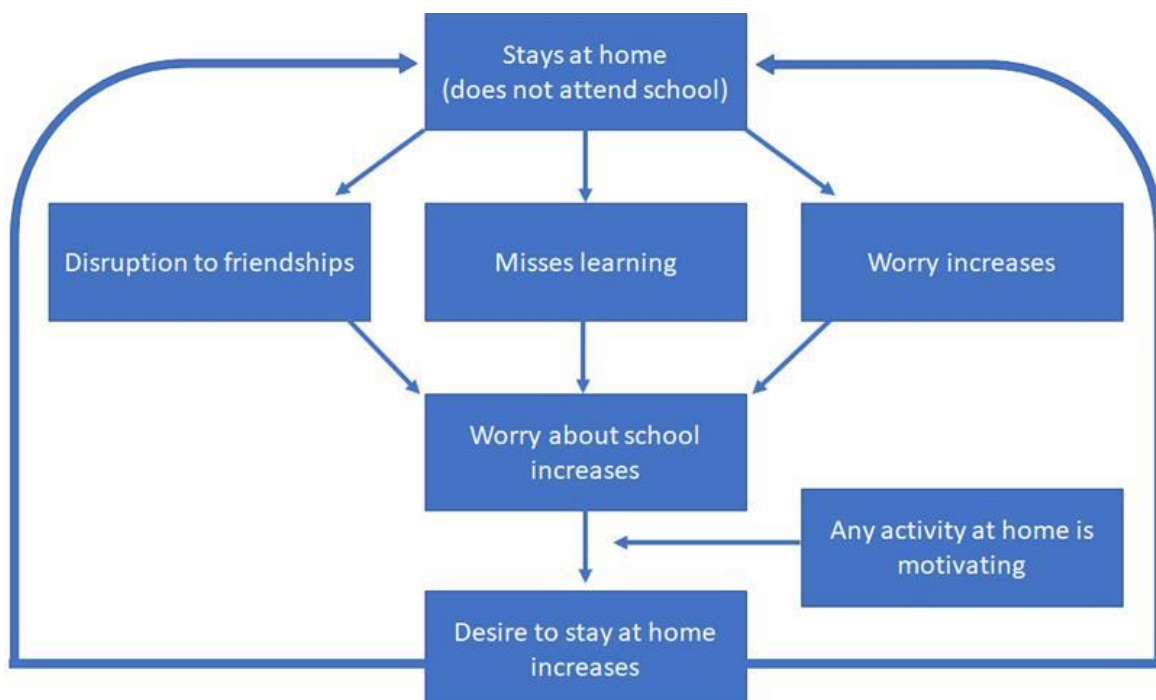 Stays at home
(does not attend school)
Disruption to friendships
Misses learning
Worry increases
Worry about school
increases
Any activity at home is
motivating
Desire to stay at home
increases